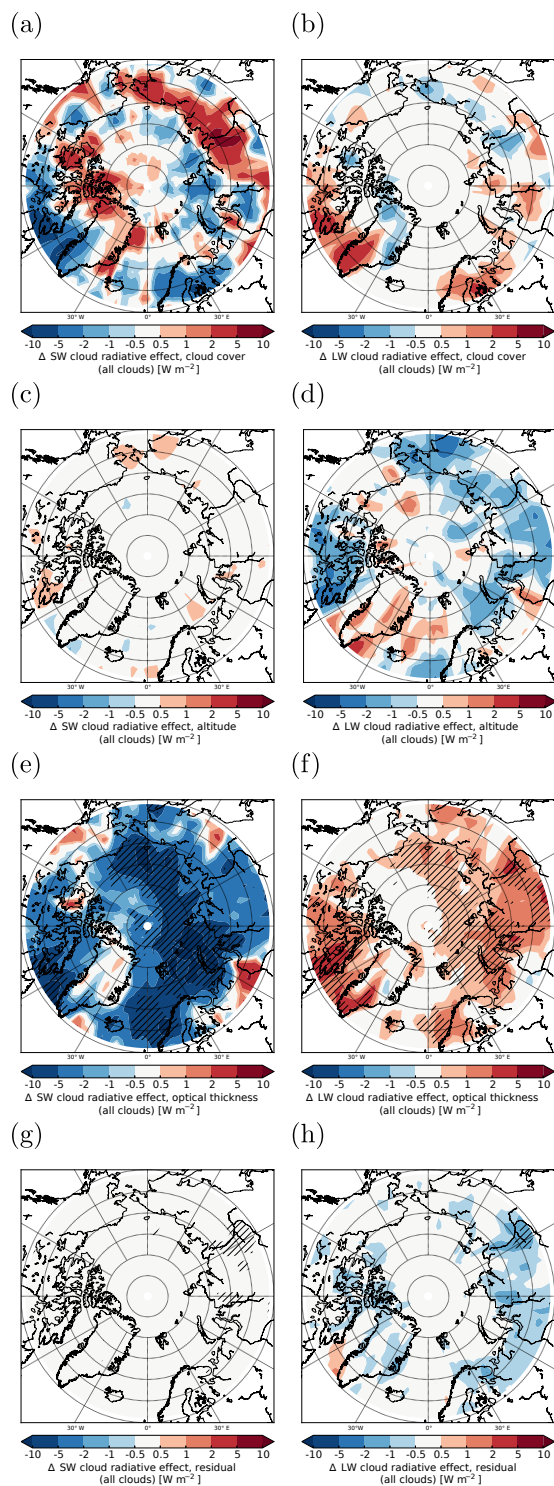 (a)
(b)
30° W 0° 30° E
30° W 0° 30° E
-10 -5 -2 -1 -0.5 0.5 1 2 5 10
-10 -5 -2 -1 -0.5 0.5 1 2 5 10
Δ SW cloud radiative effect, cloud cover
(all clouds) [W m⁻²]
Δ LW cloud radiative effect, cloud cover
(all clouds) [W m⁻²]
(c)
(d)
30° W 0° 30° E
30° W 0° 30° E
-10 -5 -2 -1 -0.5 0.5 1 2 5 10
-10 -5 -2 -1 -0.5 0.5 1 2 5 10
Δ SW cloud radiative effect, altitude
(all clouds) [W m⁻²]
Δ LW cloud radiative effect, altitude
(all clouds) [W m⁻²]
(e)
(f)
30° W 0° 30° E
30° W 0° 30° E
-10 -5 -2 -1 -0.5 0.5 1 2 5 10
-10 -5 -2 -1 -0.5 0.5 1 2 5 10
Δ SW cloud radiative effect, optical thickness
(all clouds) [W m⁻²]
Δ LW cloud radiative effect, optical thickness
(all clouds) [W m⁻²]
(g)
(h)
30° W 0° 30° E
30° W 0° 30° E
-10 -5 -2 -1 -0.5 0.5 1 2 5 10
-10 -5 -2 -1 -0.5 0.5 1 2 5 10
Δ SW cloud radiative effect, residual
(all clouds) [W m⁻²]
Δ LW cloud radiative effect, residual
(all clouds) [W m⁻²]